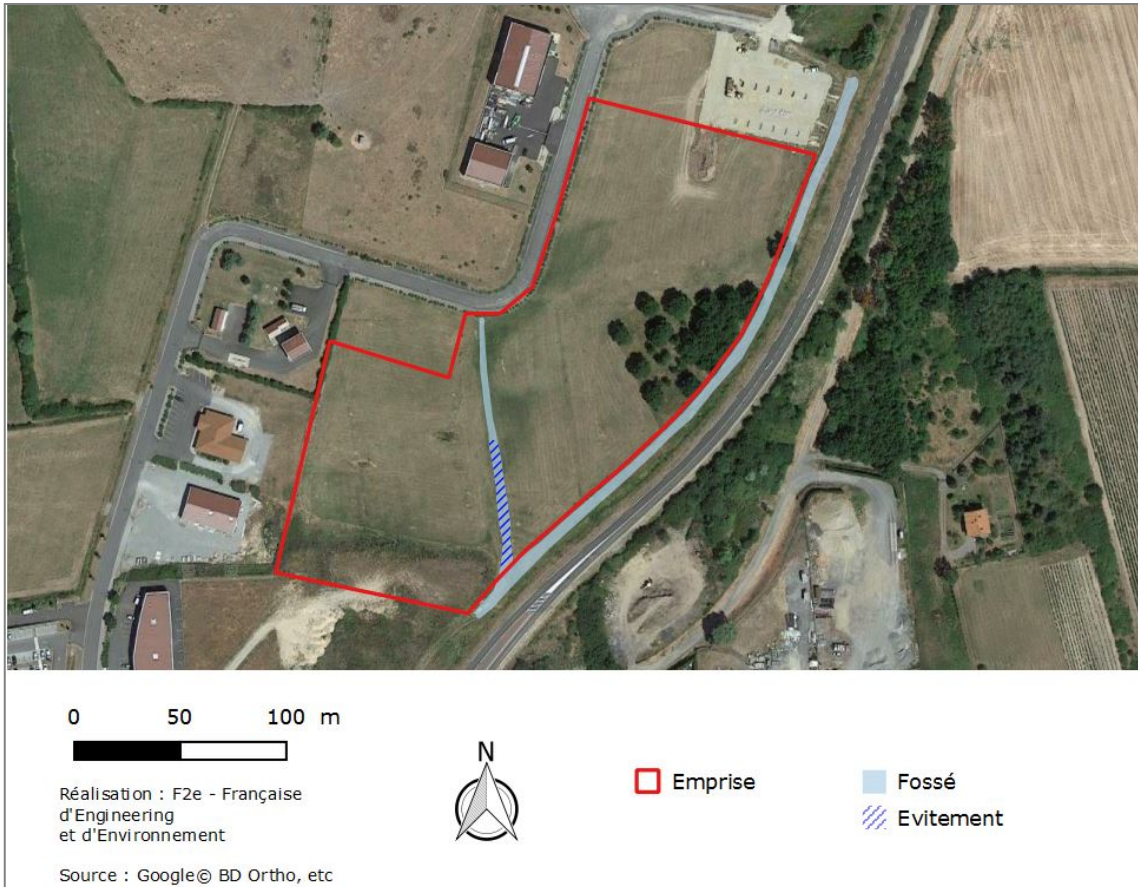 0 50 100 m
Réalisation : F2e - Française
d'Engineering
et d'Environnement
Source : Google© BD Ortho, etc
N
Emprise
Fossé
Evitement